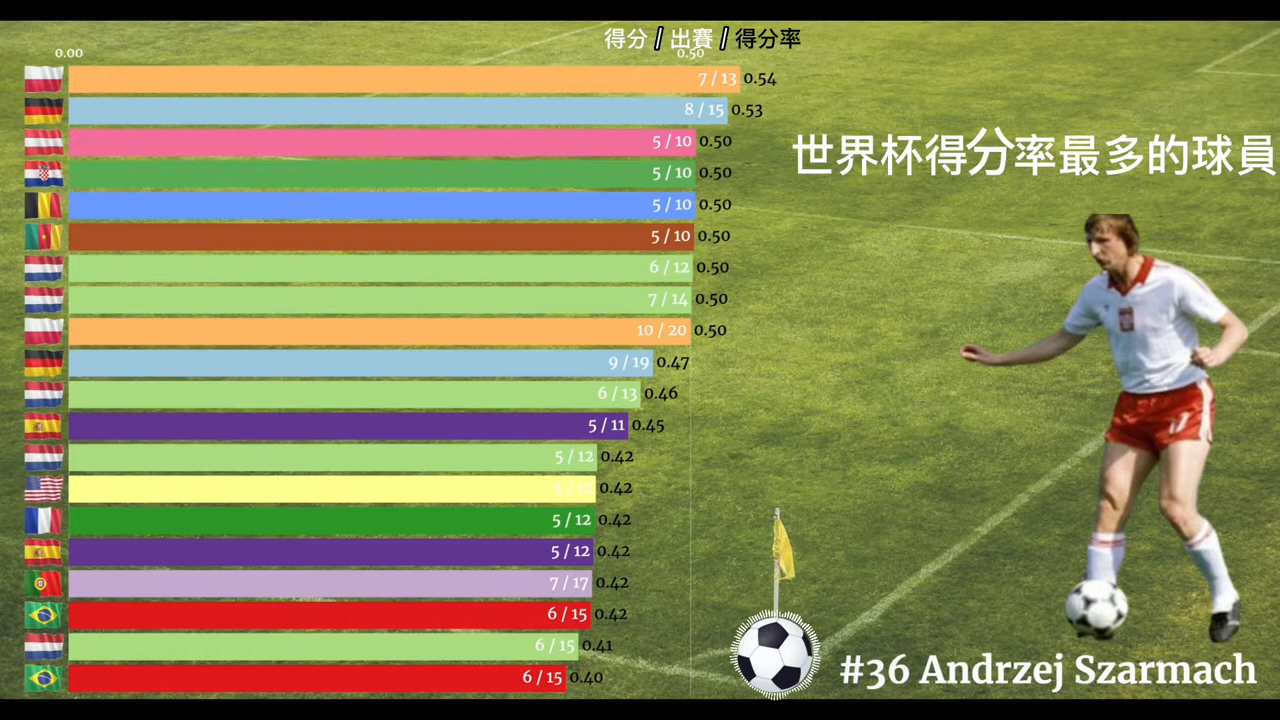 得分 / 出賽 / 得分率
0.00
0.50
7 / 13 0.54
8 / 15 0.53
世界杯得分率最多的球員
5 / 10 0.50
5 / 10 0.50
5 / 10 0.50
5 / 10 0.50
6 / 12 0.50
7 / 14 0.50
10 / 20 0.50
9 / 19 0.47
6 / 13 0.46
5 / 11 0.45
5 / 12 0.42
5 / 12 0.42
5 / 12 0.42
5 / 12 0.42
7 / 17 0.42
6 / 15 0.42
6 / 15 0.41
6 / 15 0.40
#36 Andrzej Szarmach